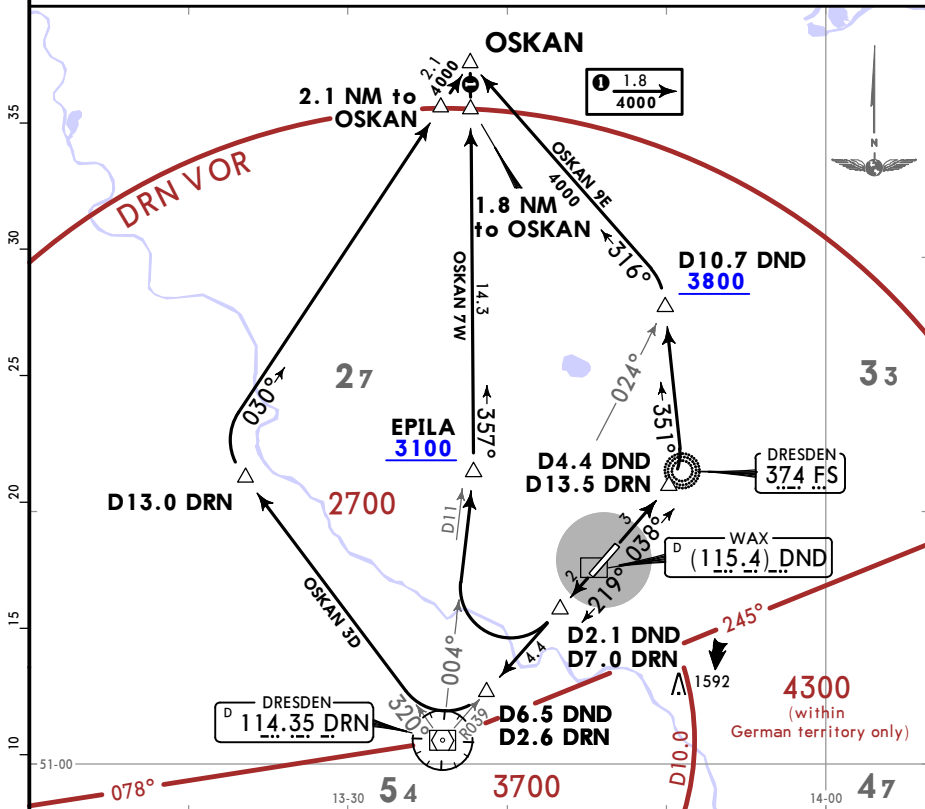 OSKAN
2.1
4000
1
1 1.8
4000
2.1 NM to
OSKAN
35
DRN VOR
OSKAN 9E
4000
N
1.8 NM
to OSKAN
30
316°
D10.7 DND
3800
OSKAN 7W
14.3
25
27
33
024°
030°
357°
351°
EPILA
3100
D4.4 DND
D13.5 DRN
DRESDEN
374 FS
20
D13.0 DRN
2700
D11
3
038°
WAX
D (115.4) DND
OSKAN 3D
2
219°
15
D2.1 DND
D7.0 DRN
245°
004°
4.4
1592
4300
(within
German territory only)
DRESDEN
D 114.35 DRN
320°
R039
D6.5 DND
D2.6 DRN
10
D10.0
51-00
078°
13-30
54
3700
14-00
47